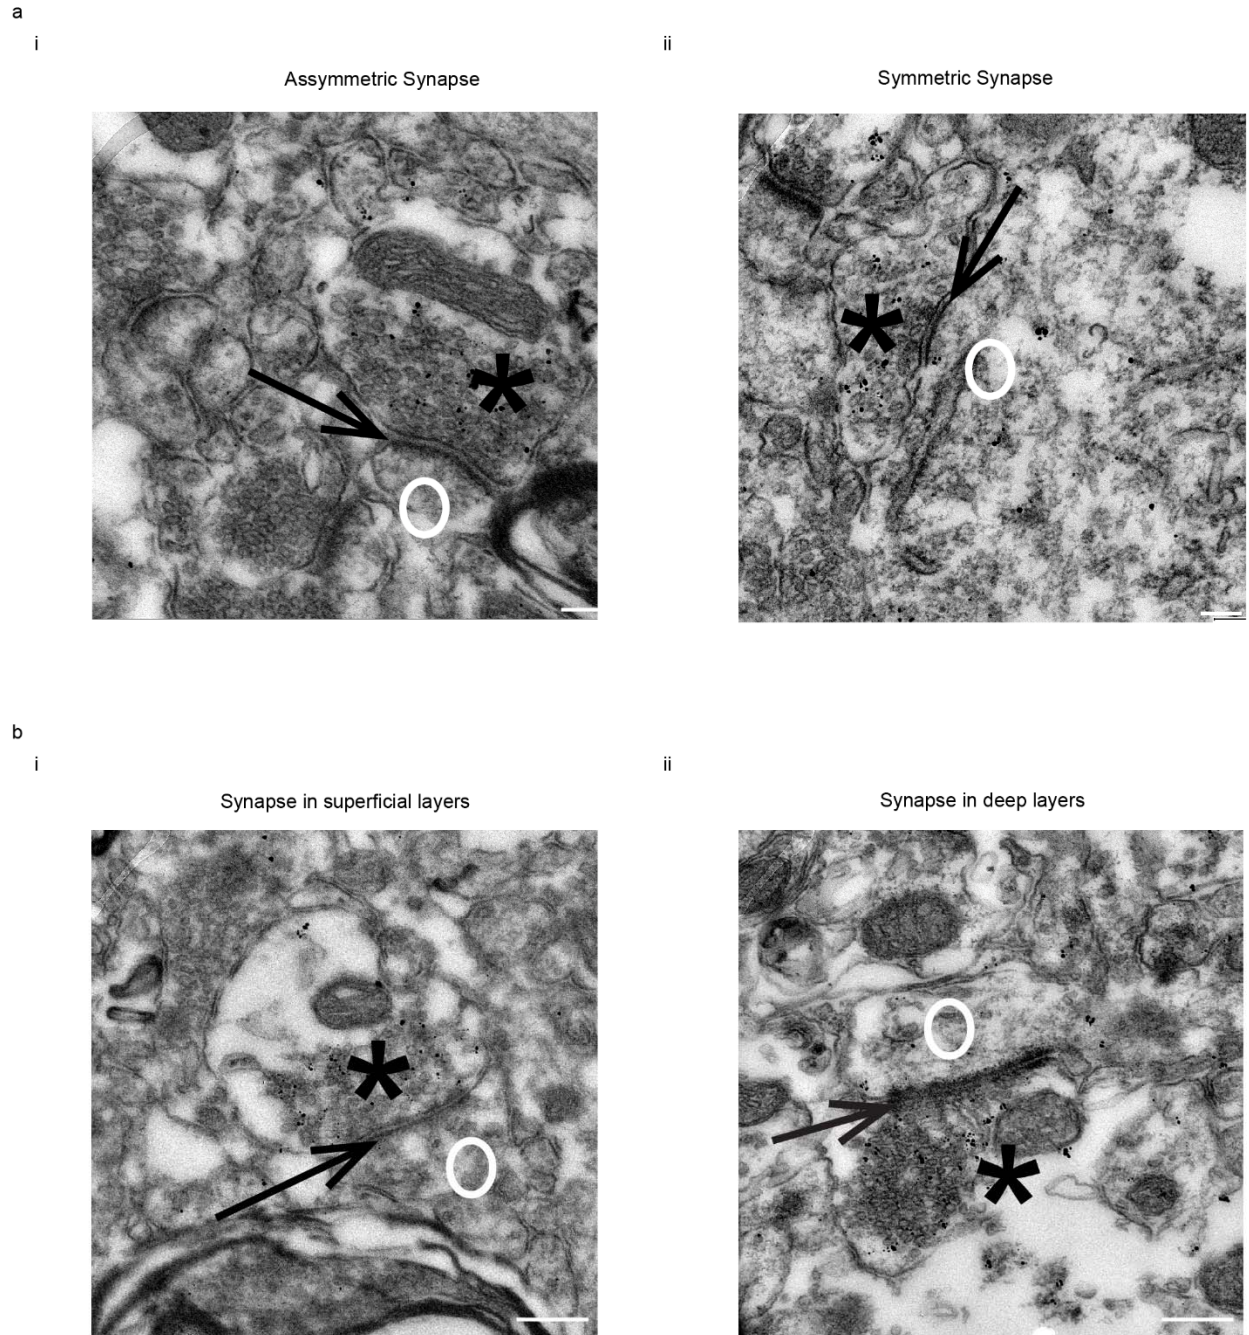 a
i
ii
Assymmetric Synapse
Symmetric Synapse
b
i
ii
Synapse in superficial layers
Synapse in deep layers